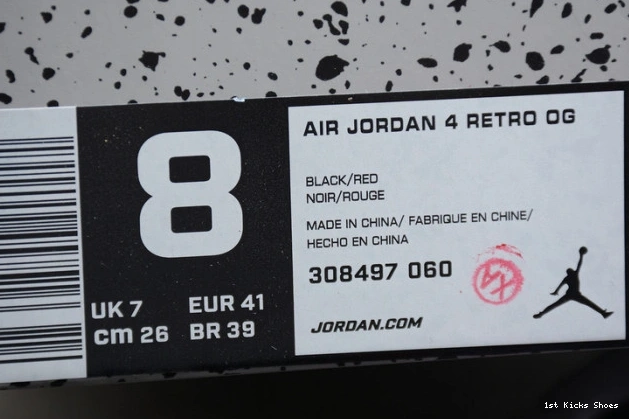 AIR JORDAN 4 RETRO OG
8
BLACK/RED
NOIR/ROUGE
MADE IN CHINA/ FABRIQUE EN CHINE/
HECHO EN CHINA
308497 060
UK 7 EUR 41
cm 26 BR 39
JORDAN.COM
1st Kicks Shoes